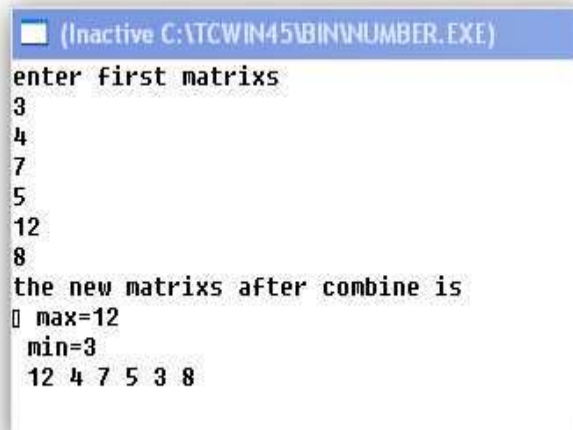 (Inactive C:\TCWIN45\BIN\NUMBER.EXE)
enter first matrixs
3
4
7
5
12
8
the new matrixs after combine is
▯ max=12
min=3
12 4 7 5 3 8